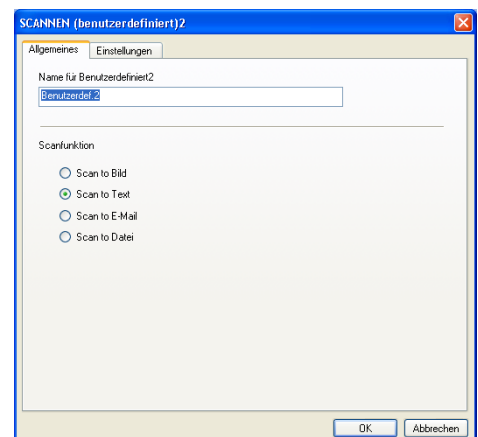 SCANNEN (benutzerdefiniert)2
Allgemeines Einstellungen
Name für Benutzerdefiniert2
Benutzerdef.2
Scanfunktion
Scan to Bild
Scan to Text
Scan to E-Mail
Scan to Datei
OK Abbrechen